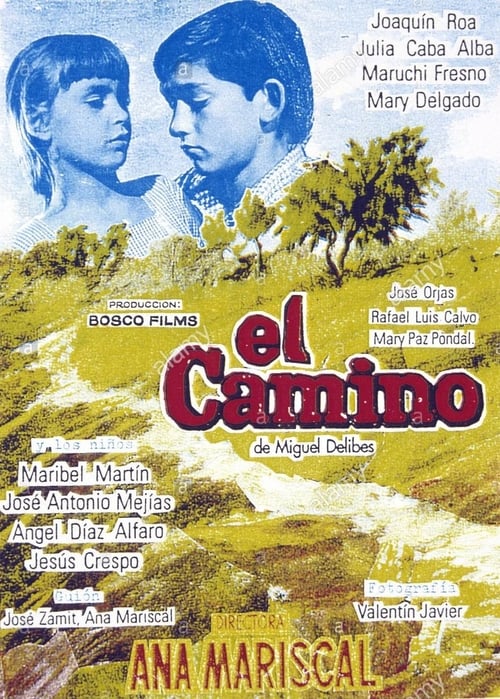 Joaquín Roa
Julia Caba Alba
Maruchi Fresno
Mary Delgado
José Orjas
Rafael Luis Calvo
Mary Paz Pondal.
PRODUCCION:
BOSCO FILMS
el
Camino
de Miguel Delibes
y los niños
Maribel Martín
José Antonio Mejías
Angel Díaz Alfaro
Jesús Crespo
Guión
José Zamit, Ana Mariscal
Fotografía
Valentín Javier
DIRECTORA
ANA MARISCAL
alamy